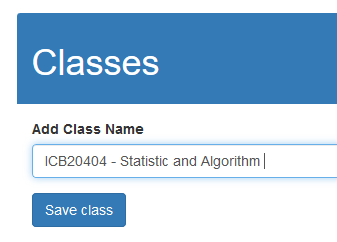 Classes
Add Class Name
ICB20404 - Statistic and Algorithm
Save class